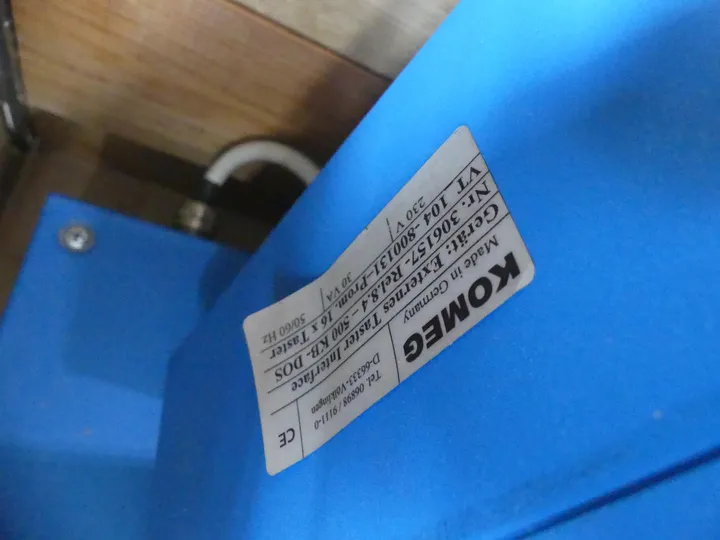 KOMEG
Made in Germany
D-66333-Völklingen
Tel. 06898 / 9111-0
CE
Gerät: Externes Taster Interface
Nr. 306157- Rel.8.4 – 500 KB- DOS
VT 104 -800131-Prom. 16 x Taster
230 V
30 VA
50/60 Hz